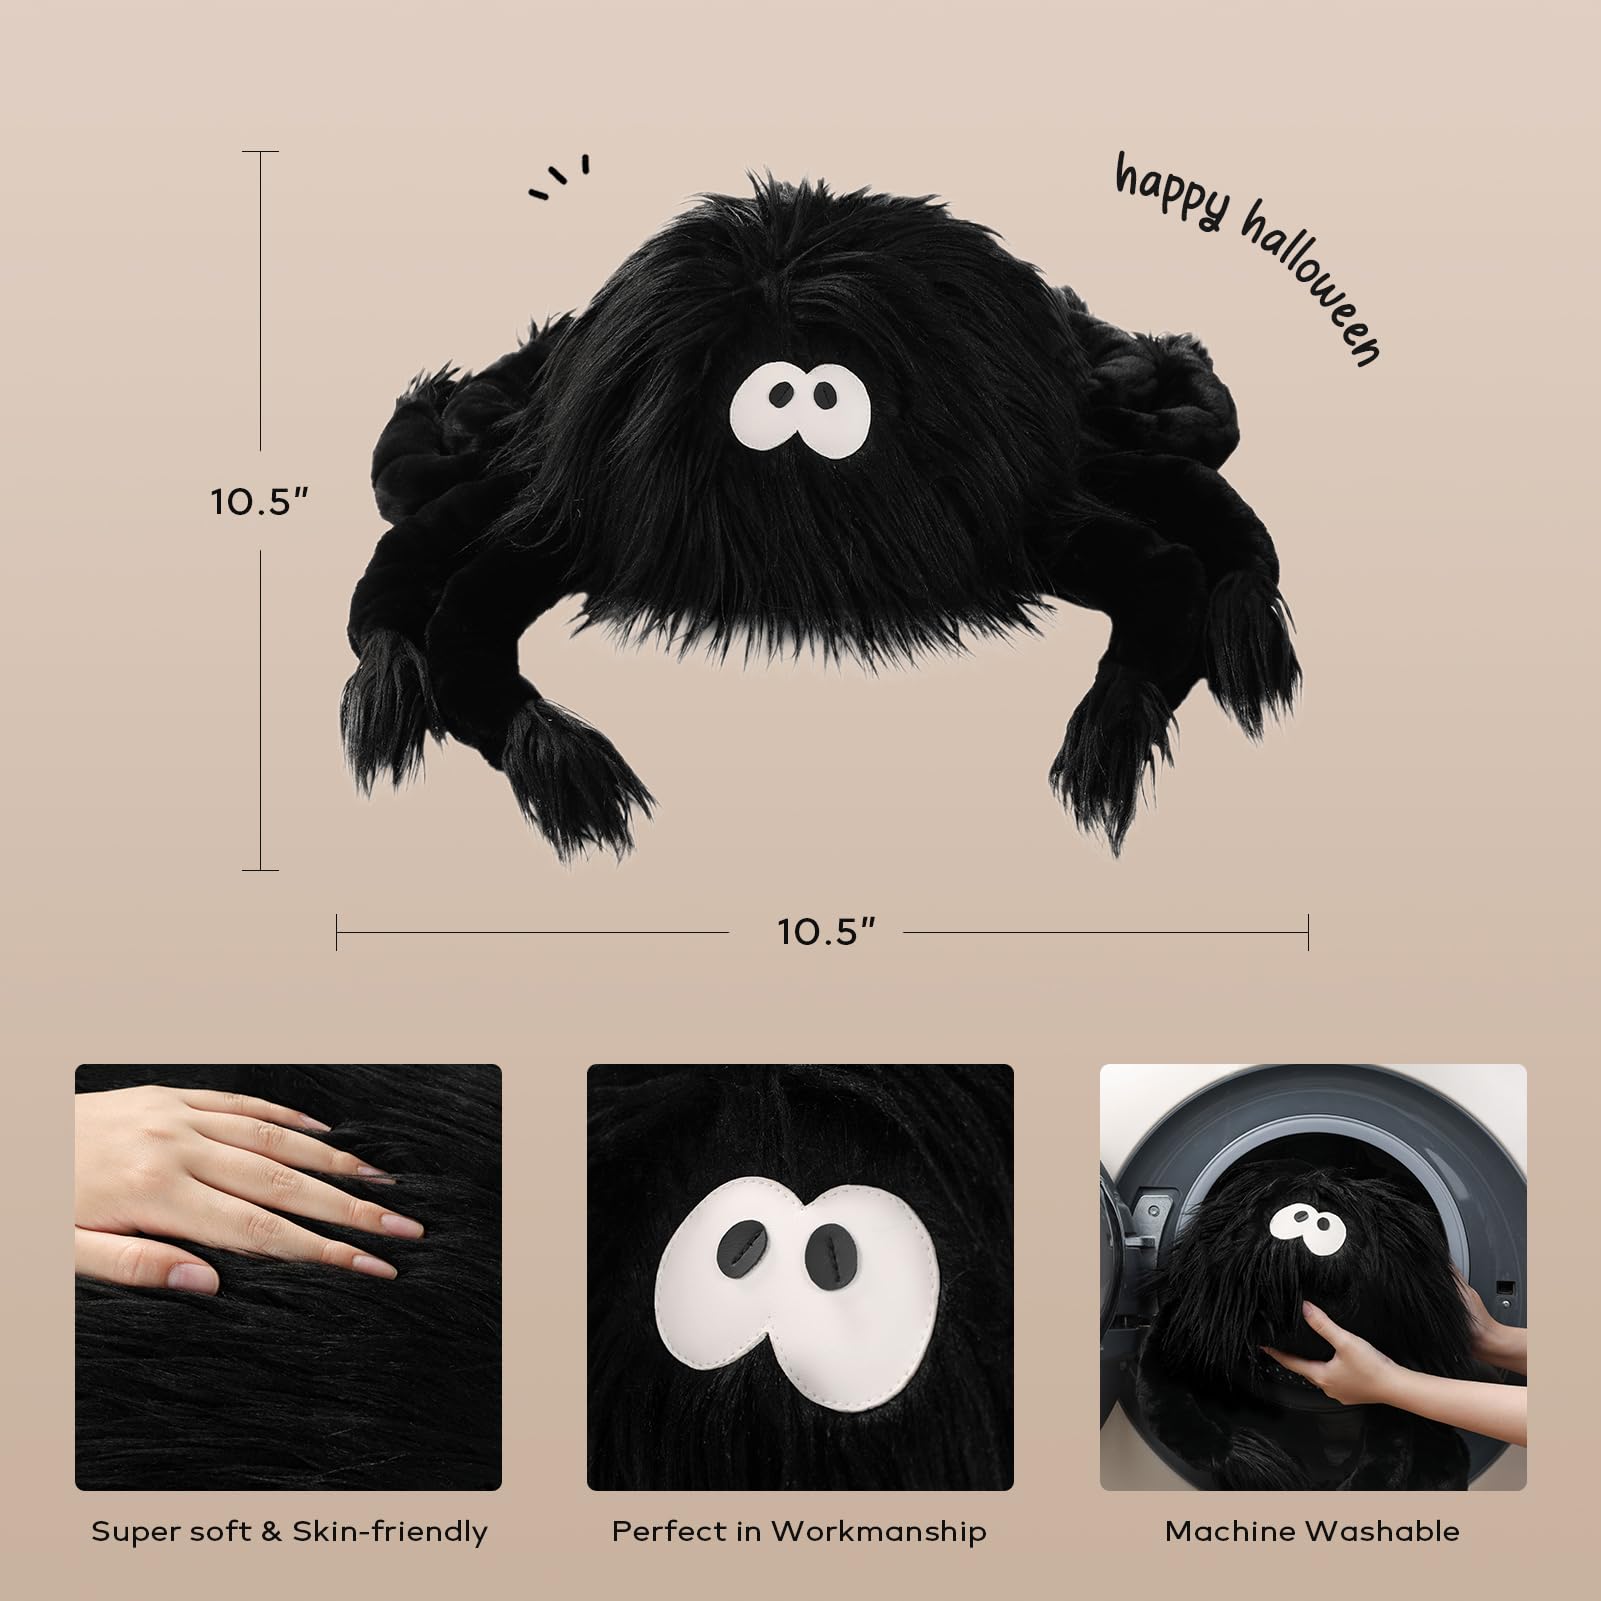 happy halloween
10.5"
10.5"
Super soft & Skin-friendly
Perfect in Workmanship
Machine Washable